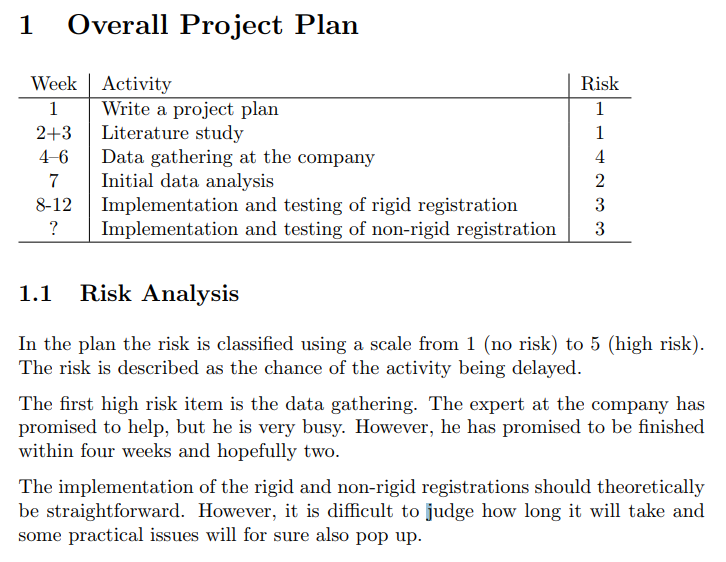 1 Overall Project Plan
Week Activity Risk
1 Write a project plan 1
2+3 Literature study 1
4–6 Data gathering at the company 4
7 Initial data analysis 2
8-12 Implementation and testing of rigid registration 3
? Implementation and testing of non-rigid registration 3
1.1 Risk Analysis
In the plan the risk is classified using a scale from 1 (no risk) to 5 (high risk).
The risk is described as the chance of the activity being delayed.
The first high risk item is the data gathering. The expert at the company has
promised to help, but he is very busy. However, he has promised to be finished
within four weeks and hopefully two.
The implementation of the rigid and non-rigid registrations should theoretically
be straightforward. However, it is difficult to judge how long it will take and
some practical issues will for sure also pop up.